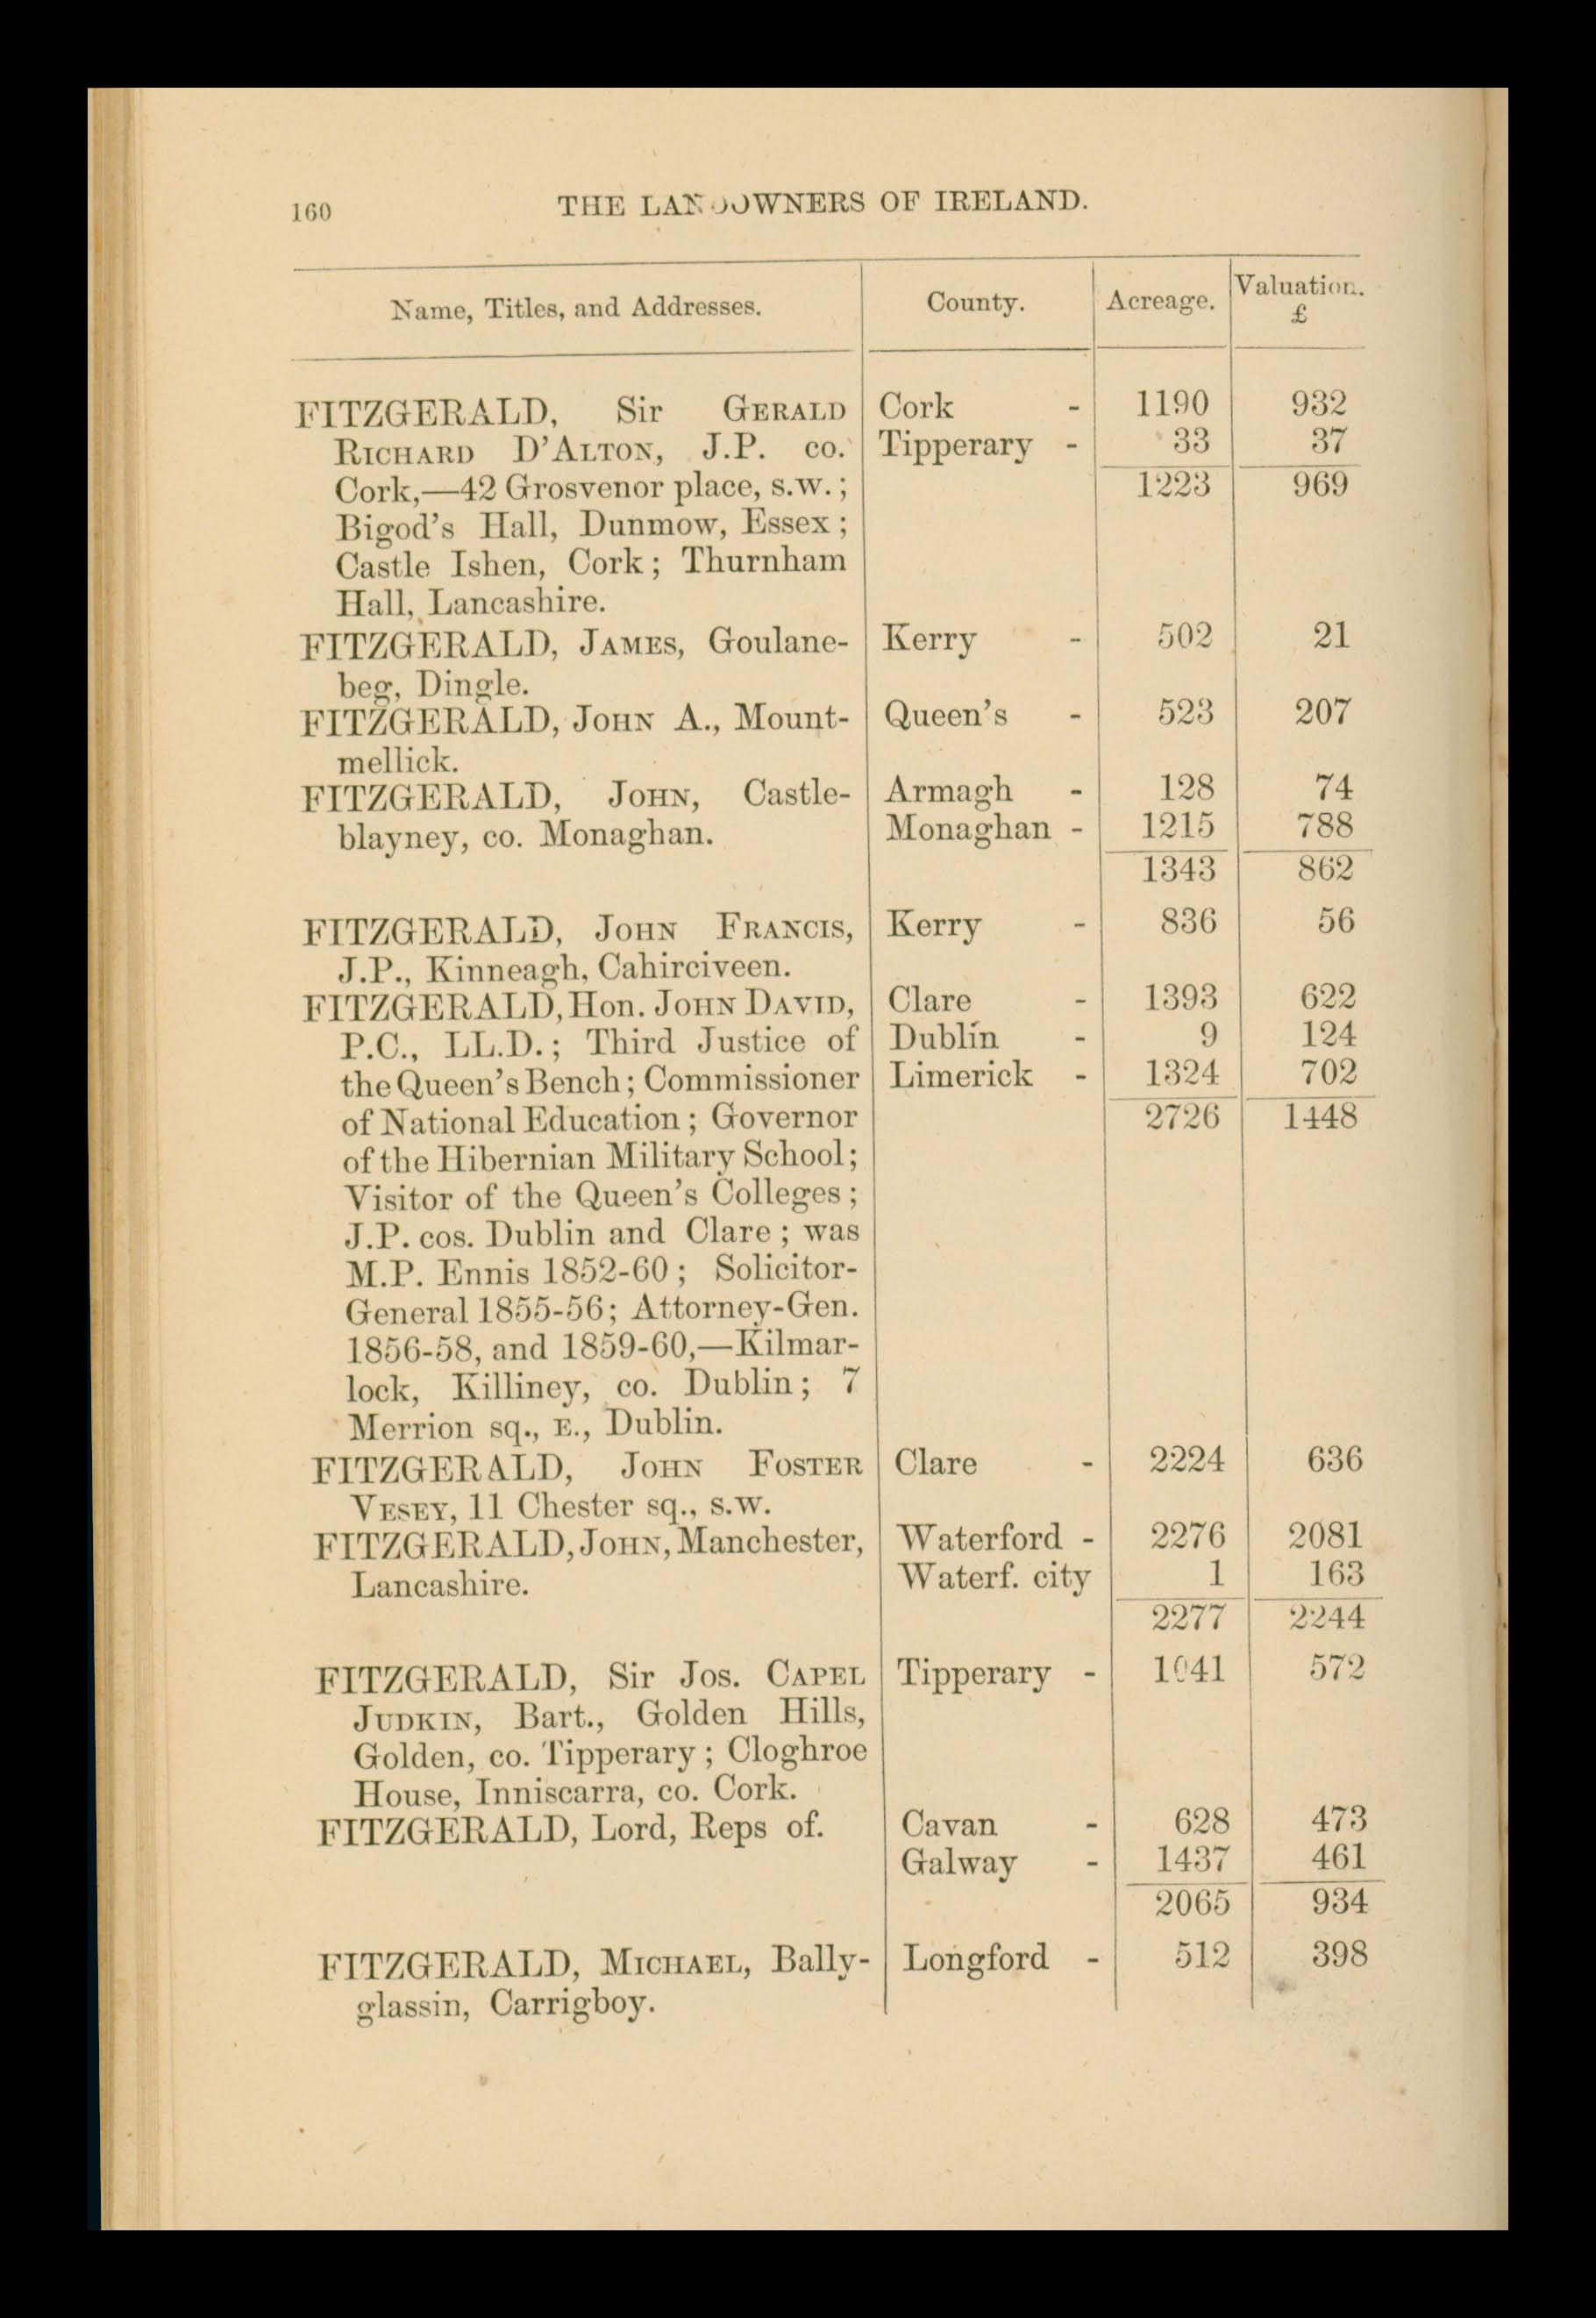 160 THE LANDOWNERS OF IRELAND.
Name, Titles, and Addresses. County. Acreage. Valuation. £
FITZGERALD, Sir GERALD Cork - 1190 932
RICHARD D'ALTON, J.P. co. Tipperary - 33 37
Cork,—42 Grosvenor place, S.W.; 1223 969
Bigod's Hall, Dunmow, Essex;
Castle Ishen, Cork; Thurnham
Hall, Lancashire.
FITZGERALD, JAMES, Goulane- Kerry - 502 21
beg, Dingle.
FITZGERALD, JOHN A., Mount- Queen's - 523 207
mellick.
FITZGERALD, JOHN, Castle- Armagh - 128 74
blayney, co. Monaghan. Monaghan - 1215 788
1343 862
FITZGERALD, JOHN FRANCIS, Kerry - 836 56
J.P., Kinneagh, Cahirciveen.
FITZGERALD, Hon. JOHN DAVID, Clare - 1393 622
P.C., LL.D.; Third Justice of Dublin - 9 124
the Queen's Bench; Commissioner Limerick - 1324 702
of National Education; Governor 2726 1448
of the Hibernian Military School;
Visitor of the Queen's Colleges;
J.P. cos. Dublin and Clare; was
M.P. Ennis 1852-60; Solicitor-
General 1855-56; Attorney-Gen.
1856-58, and 1859-60,—Kilmar-
lock, Killiney, co. Dublin; 7
Merrion sq., E., Dublin.
FITZGERALD, JOHN FOSTER Clare - 2224 636
VESEY, 11 Chester sq., S.W.
FITZGERALD, JOHN, Manchester, Waterford - 2276 2081
Lancashire. Waterf. city 1 163
2277 2244
FITZGERALD, Sir JOS. CAPEL Tipperary - 1041 572
JUDKIN, Bart., Golden Hills,
Golden, co. Tipperary; Cloghroe
House, Inniscarra, co. Cork.
FITZGERALD, Lord, Reps of. Cavan - 628 473
Galway - 1437 461
2065 934
FITZGERALD, MICHAEL, Bally- Longford - 512 398
glassin, Carrigboy.